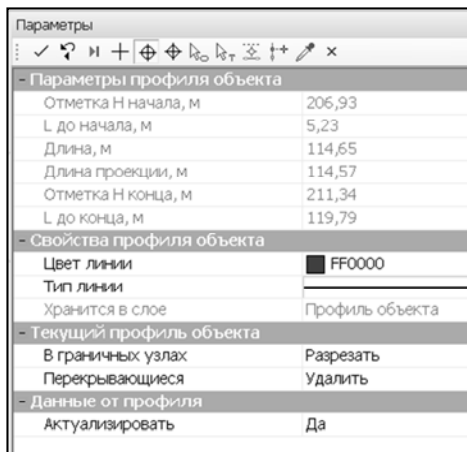 Параметры
- Параметры профиля объекта
Отметка Н начала, м 206,93
L до начала, м 5,23
Длина, м 114,65
Длина проекции, м 114,57
Отметка Н конца, м 211,34
L до конца, м 119,79
- Свойства профиля объекта
Цвет линии FF0000
Тип линии
Хранится в слое Профиль объекта
- Текущий профиль объекта
В граничных узлах Разрезать
Перекрывающиеся Удалить
- Данные от профиля
Актуализировать Да